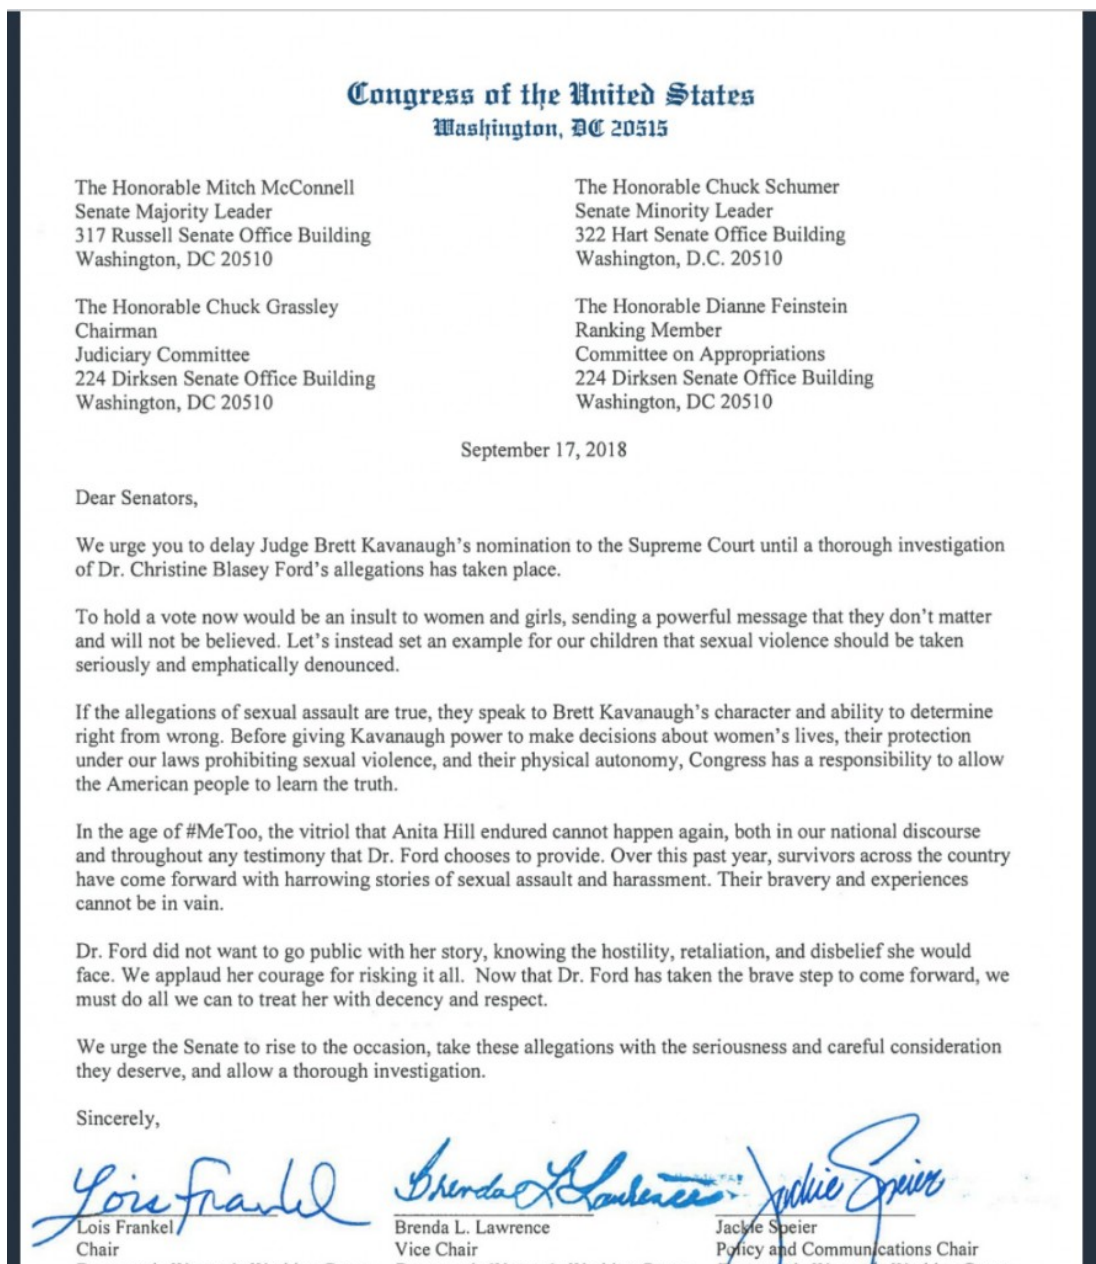 Congress of the United States
Washington, DC 20515
The Honorable Mitch McConnell
Senate Majority Leader
317 Russell Senate Office Building
Washington, DC 20510
The Honorable Chuck Schumer
Senate Minority Leader
322 Hart Senate Office Building
Washington, D.C. 20510
The Honorable Chuck Grassley
Chairman
Judiciary Committee
224 Dirksen Senate Office Building
Washington, DC 20510
The Honorable Dianne Feinstein
Ranking Member
Committee on Appropriations
224 Dirksen Senate Office Building
Washington, DC 20510
September 17, 2018
Dear Senators,
We urge you to delay Judge Brett Kavanaugh's nomination to the Supreme Court until a thorough investigation
of Dr. Christine Blasey Ford's allegations has taken place.
To hold a vote now would be an insult to women and girls, sending a powerful message that they don't matter
and will not be believed. Let's instead set an example for our children that sexual violence should be taken
seriously and emphatically denounced.
If the allegations of sexual assault are true, they speak to Brett Kavanaugh's character and ability to determine
right from wrong. Before giving Kavanaugh power to make decisions about women's lives, their protection
under our laws prohibiting sexual violence, and their physical autonomy, Congress has a responsibility to allow
the American people to learn the truth.
In the age of #MeToo, the vitriol that Anita Hill endured cannot happen again, both in our national discourse
and throughout any testimony that Dr. Ford chooses to provide. Over this past year, survivors across the country
have come forward with harrowing stories of sexual assault and harassment. Their bravery and experiences
cannot be in vain.
Dr. Ford did not want to go public with her story, knowing the hostility, retaliation, and disbelief she would
face. We applaud her courage for risking it all. Now that Dr. Ford has taken the brave step to come forward, we
must do all we can to treat her with decency and respect.
We urge the Senate to rise to the occasion, take these allegations with the seriousness and careful consideration
they deserve, and allow a thorough investigation.
Sincerely,
Lois Frankel
Brenda L Lawrence
Jackie Speier
Lois Frankel
Chair
Brenda L. Lawrence
Vice Chair
Jackie Speier
Policy and Communications Chair